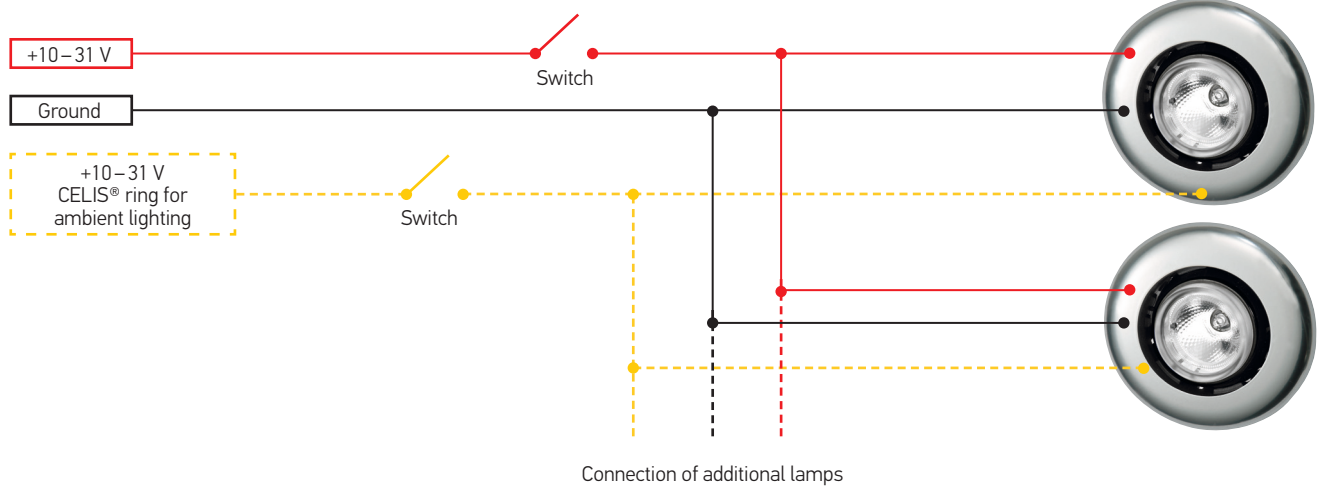 +10–31 V
Switch
Ground
+10–31 V
CELIS® ring for
ambient lighting
Switch
Connection of additional lamps